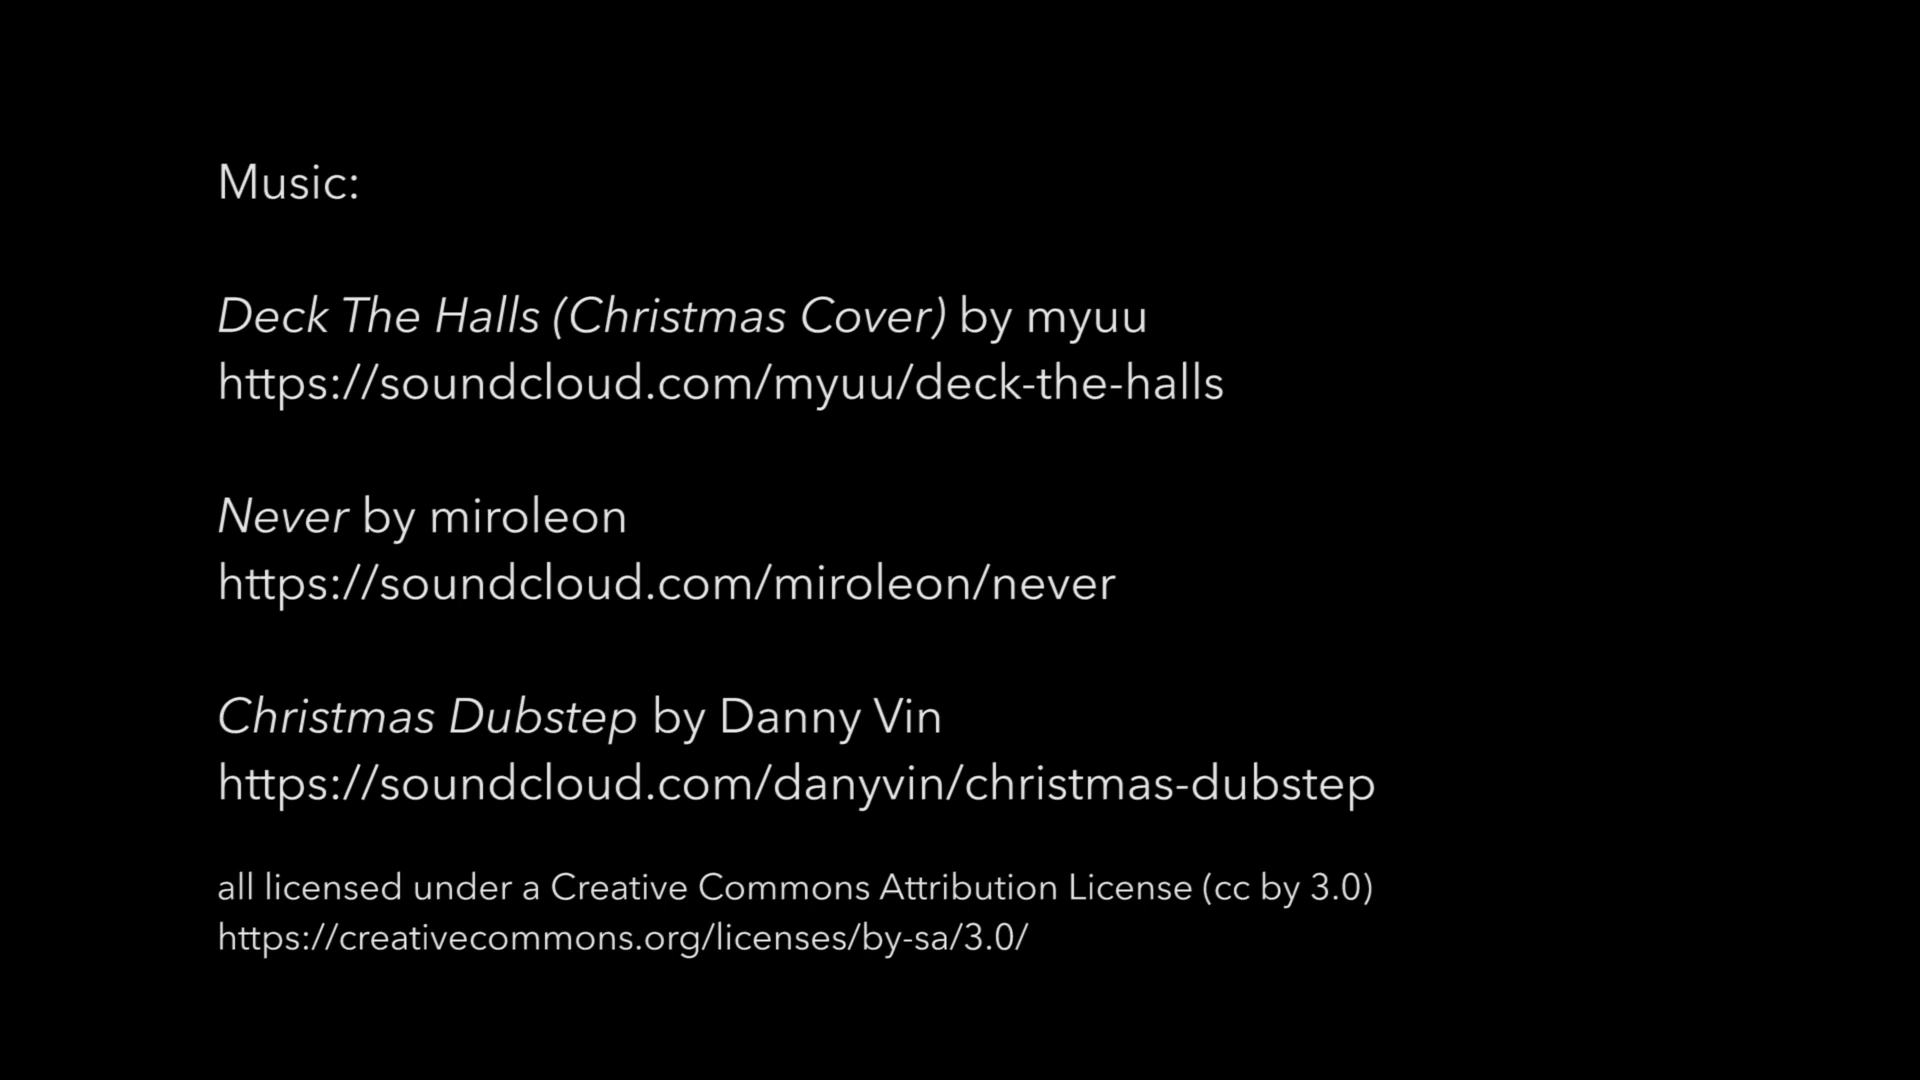 Music:
Deck The Halls (Christmas Cover) by myuu
https://soundcloud.com/myuu/deck-the-halls
Never by miroleon
https://soundcloud.com/miroleon/never
Christmas Dubstep by Danny Vin
https://soundcloud.com/danyvin/christmas-dubstep
all licensed under a Creative Commons Attribution License (cc by 3.0)
https://creativecommons.org/licenses/by-sa/3.0/